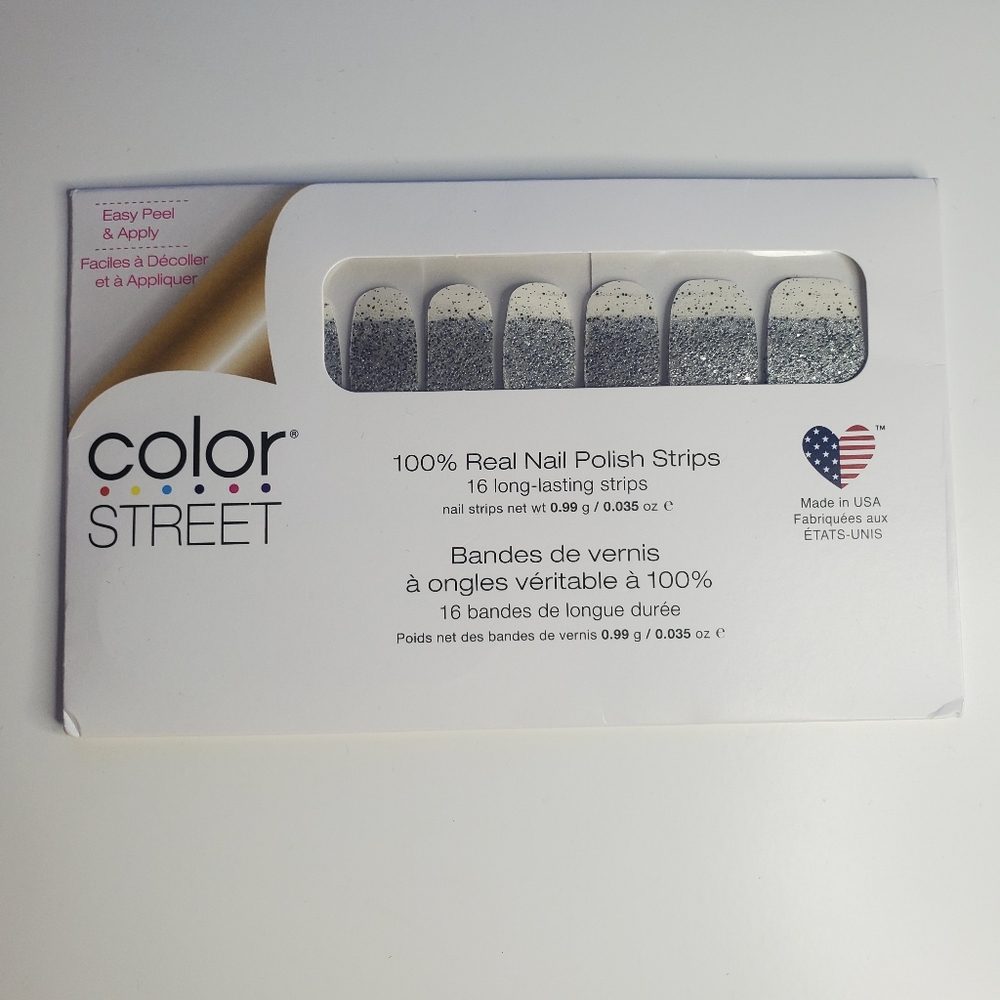 Easy Peel
& Apply
Faciles à Décoller
et à Appliquer
color®
STREET
100% Real Nail Polish Strips
16 long-lasting strips
nail strips net wt 0.99 g / 0.035 oz ℮
Bandes de vernis
à ongles véritable à 100%
16 bandes de longue durée
Poids net des bandes de vernis 0.99 g / 0.035 oz ℮
™
Made in USA
Fabriquées aux
ÉTATS-UNIS